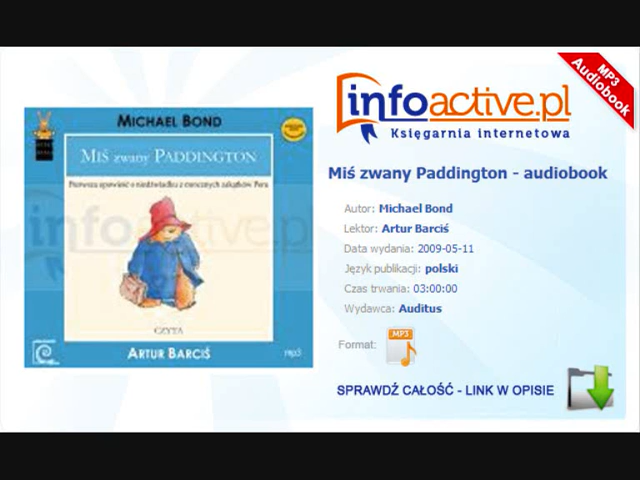 MP3
Audiobook
infoactive.pl
Księgarnia internetowa
MICHAEL BOND
MIŚ zwany PADDINGTON
Pierwsza opowieść o niedźwiadku z mrocznych zakątków Peru
infoactive.pl
CZYTA
ARTUR BARCIŚ
mp3
Miś zwany Paddington - audiobook
Autor: Michael Bond
Lektor: Artur Barciś
Data wydania: 2009-05-11
Język publikacji: polski
Czas trwania: 03:00:00
Wydawca: Auditus
Format:
MP3
SPRAWDŹ CAŁOŚĆ - LINK W OPISIE